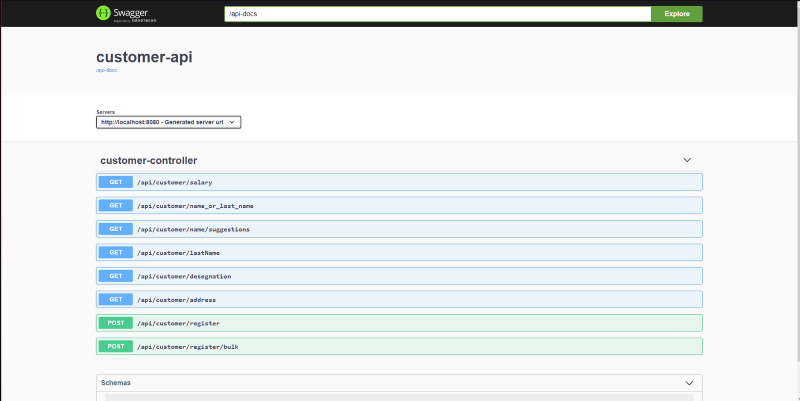 Swagger
Supported by SMARTBEAR
/api-docs
Explore
customer-api
/api-docs
Servers
http://localhost:8080 - Generated server url
customer-controller
GET /api/customer/salary
GET /api/customer/name_or_last_name
GET /api/customer/name/suggestions
GET /api/customer/lastName
GET /api/customer/desegnation
GET /api/customer/address
POST /api/customer/register
POST /api/customer/register/bulk
Schemas